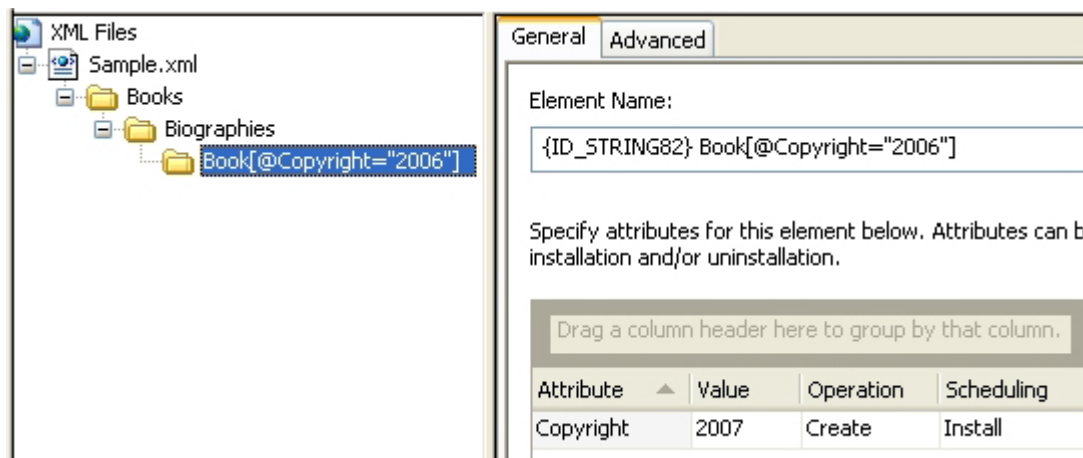 XML Files
Sample.xml
Books
Biographies
Book[@Copyright="2006"]
General Advanced
Element Name:
{ID_STRING82} Book[@Copyright="2006"]
Specify attributes for this element below. Attributes can
installation and/or uninstallation.
Drag a column header here to group by that column.
Attribute Value Operation Scheduling
Copyright 2007 Create Install